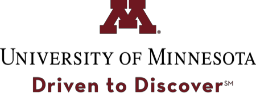 M
UNIVERSITY OF MINNESOTA
Driven to Discover℠